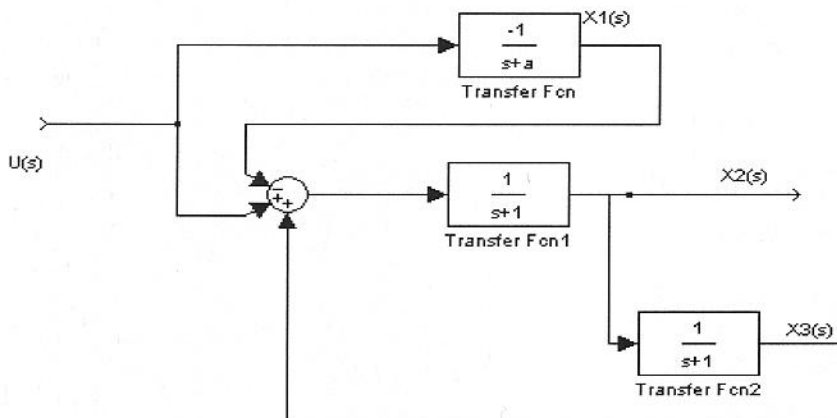 X1(s)
-1
s+a
Transfer Fcn
U(s)
1
s+1
Transfer Fcn1
X2(s)
1
s+1
Transfer Fcn2
X3(s)